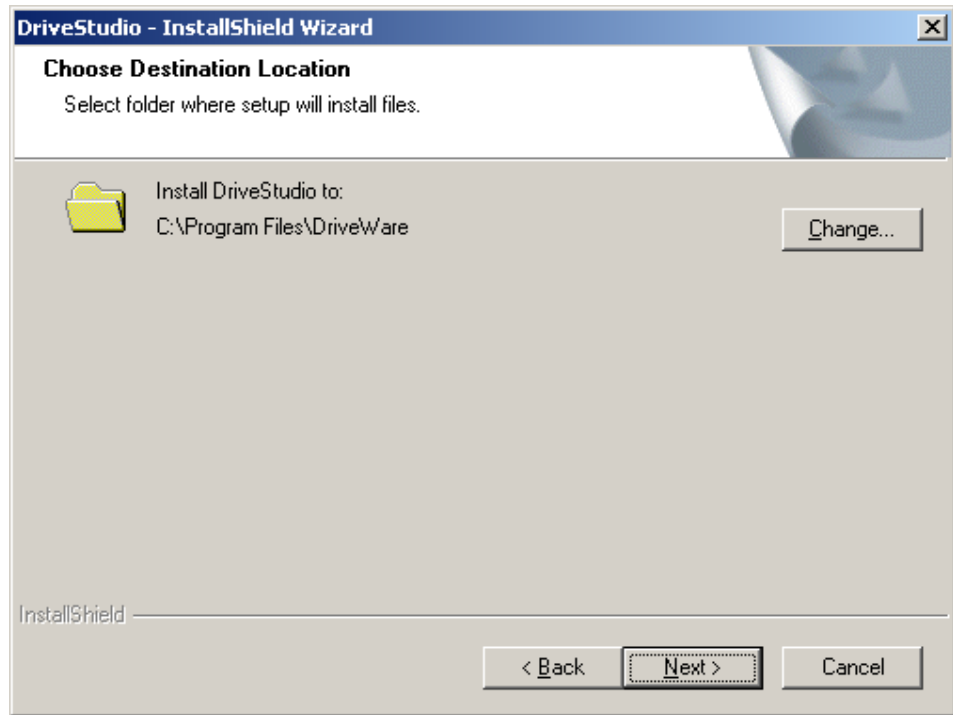 DriveStudio - InstallShield Wizard
Choose Destination Location
Select folder where setup will install files.
Install DriveStudio to:
C:\Program Files\DriveWare
Change...
InstallShield
< Back
Next >
Cancel